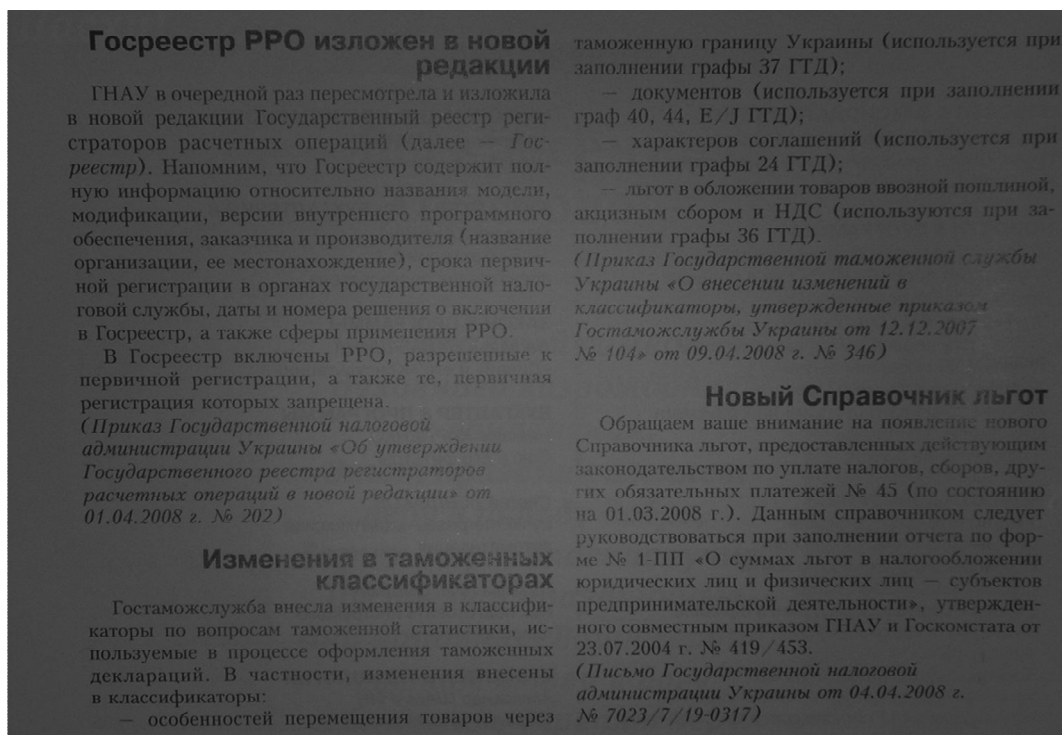 Госреестр РРО изложен в новой
редакции
ГНАУ в очередной раз пересмотрела и изложила
в новой редакции Государственный реестр реги-
страторов расчетных операций (далее — Гос-
реестр). Напомним, что Госреестр содержит пол-
ную информацию относительно названия модели,
модификации, версии внутреннего программного
обеспечения, заказчика и производителя (название
организации, ее местонахождение), срока первич-
ной регистрации в органах государственной нало-
говой службы, даты и номера решения о включении
в Госреестр, а также сферы применения РРО.
В Госреестр включены РРО, разрешенные к
первичной регистрации, а также те, первичная
регистрация которых запрещена.
(Приказ Государственной налоговой
администрации Украины «Об утверждении
Государственного реестра регистраторов
расчетных операций в новой редакции» от
01.04.2008 г. № 202)
Изменения в таможенных
классификаторах
Гостаможслужба внесла изменения в классифи-
каторы по вопросам таможенной статистики, ис-
пользуемые в процессе оформления таможенных
деклараций. В частности, изменения внесены
в классификаторы:
— особенностей перемещения товаров через
таможенную границу Украины (используется при
заполнении графы 37 ГТД);
— документов (используется при заполнении
граф 40, 44, Е/J ГТД);
— характеров соглашений (используется при
заполнении графы 24 ГТД);
— льгот в обложении товаров ввозной пошлиной,
акцизным сбором и НДС (используются при за-
полнении графы 36 ГТД).
(Приказ Государственной таможенной службы
Украины «О внесении изменений в
классификаторы, утвержденные приказом
Гостаможслужбы Украины от 12.12.2007
№ 104» от 09.04.2008 г. № 346)
Новый Справочник льгот
Обращаем ваше внимание на появление нового
Справочника льгот, предоставленных действующим
законодательством по уплате налогов, сборов, дру-
гих обязательных платежей № 45 (по состоянию
на 01.03.2008 г.). Данным справочником следует
руководствоваться при заполнении отчета по фор-
ме № 1-ПП «О суммах льгот в налогообложении
юридических лиц и физических лиц — субъектов
предпринимательской деятельности», утвержден-
ного совместным приказом ГНАУ и Госкомстата от
23.07.2004 г. № 419/453.
(Письмо Государственной налоговой
администрации Украины от 04.04.2008 г.
№ 7023/7/19-0317)